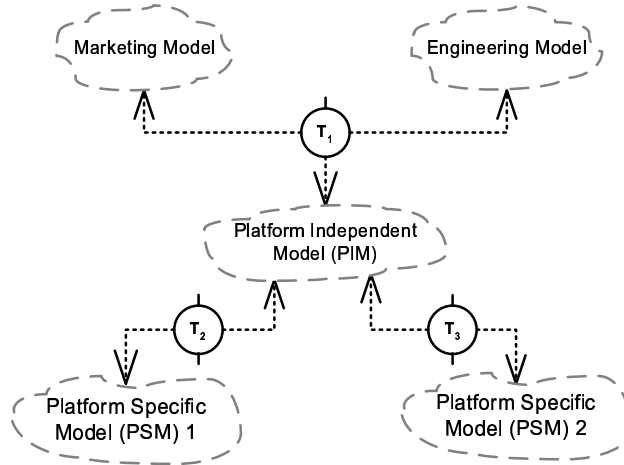 Marketing Model
Engineering Model
T1
Platform Independent
Model (PIM)
T2
T3
Platform Specific
Model (PSM) 1
Platform Specific
Model (PSM) 2